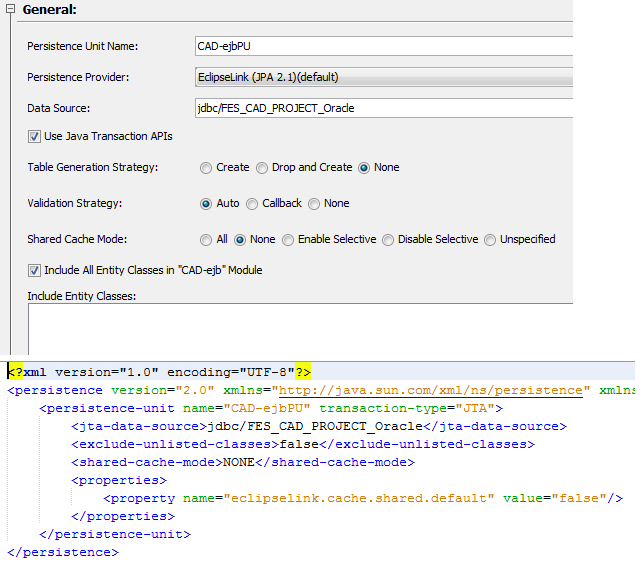 General:
Persistence Unit Name: CAD-ejbPU
Persistence Provider: EclipseLink (JPA 2.1)(default)
Data Source: jdbc/FES_CAD_PROJECT_Oracle
Use Java Transaction APIs
Table Generation Strategy: Create Drop and Create None
Validation Strategy: Auto Callback None
Shared Cache Mode: All None Enable Selective Disable Selective Unspecified
Include All Entity Classes in "CAD-ejb" Module
Include Entity Classes:
<?xml version="1.0" encoding="UTF-8"?>
<persistence version="2.0" xmlns="http://java.sun.com/xml/ns/persistence" xmlns
<persistence-unit name="CAD-ejbPU" transaction-type="JTA">
<jta-data-source>jdbc/FES_CAD_PROJECT_Oracle</jta-data-source>
<exclude-unlisted-classes>false</exclude-unlisted-classes>
<shared-cache-mode>NONE</shared-cache-mode>
<properties>
<property name="eclipselink.cache.shared.default" value="false"/>
</properties>
</persistence-unit>
</persistence>